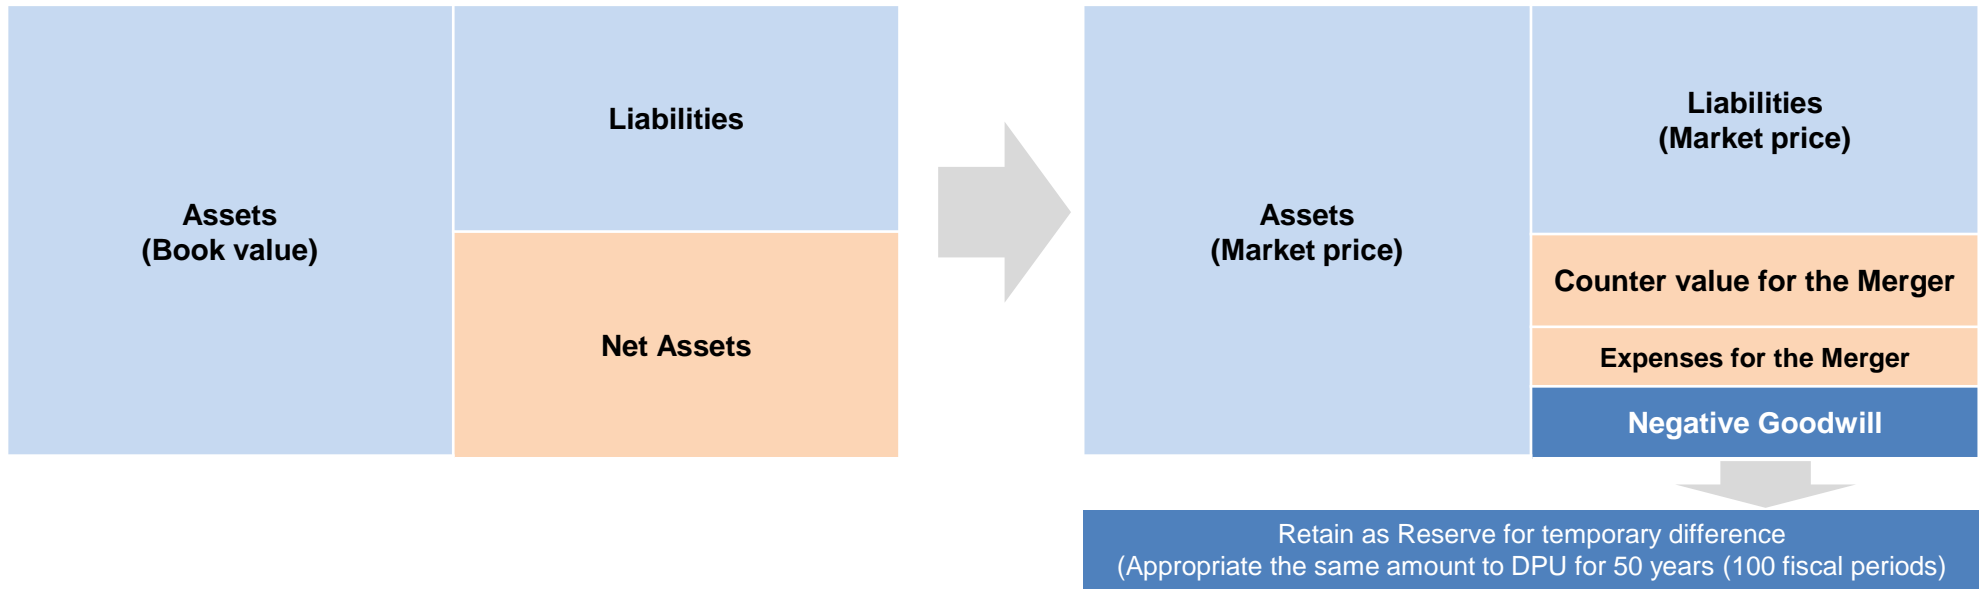 Assets
(Book value)
Liabilities
Net Assets
Assets
(Market price)
Liabilities
(Market price)
Counter value for the Merger
Expenses for the Merger
Negative Goodwill
Retain as Reserve for temporary difference
(Appropriate the same amount to DPU for 50 years (100 fiscal periods)